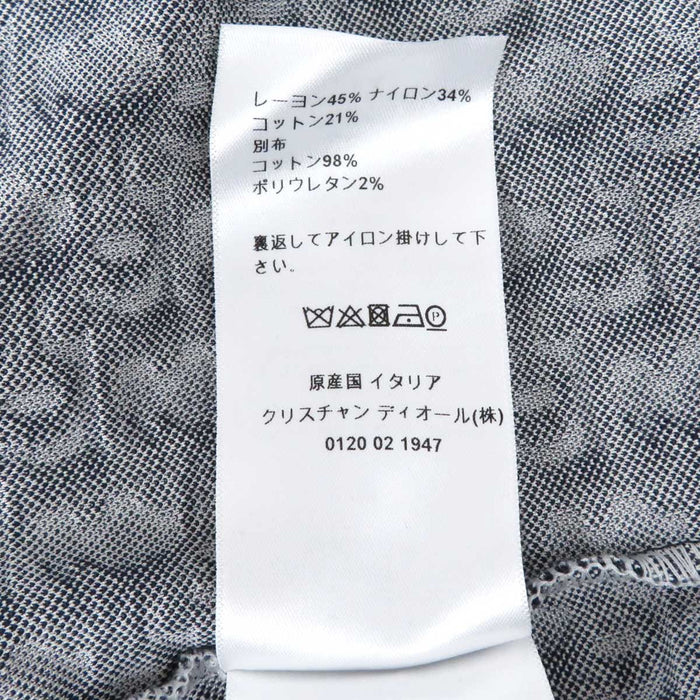 レーヨン45% ナイロン34%
コットン21%
別布
コットン98%
ポリウレタン2%
裏返してアイロン掛けして下
さい。
P
原産国 イタリア
クリスチャン ディオール(株)
0120 02 1947